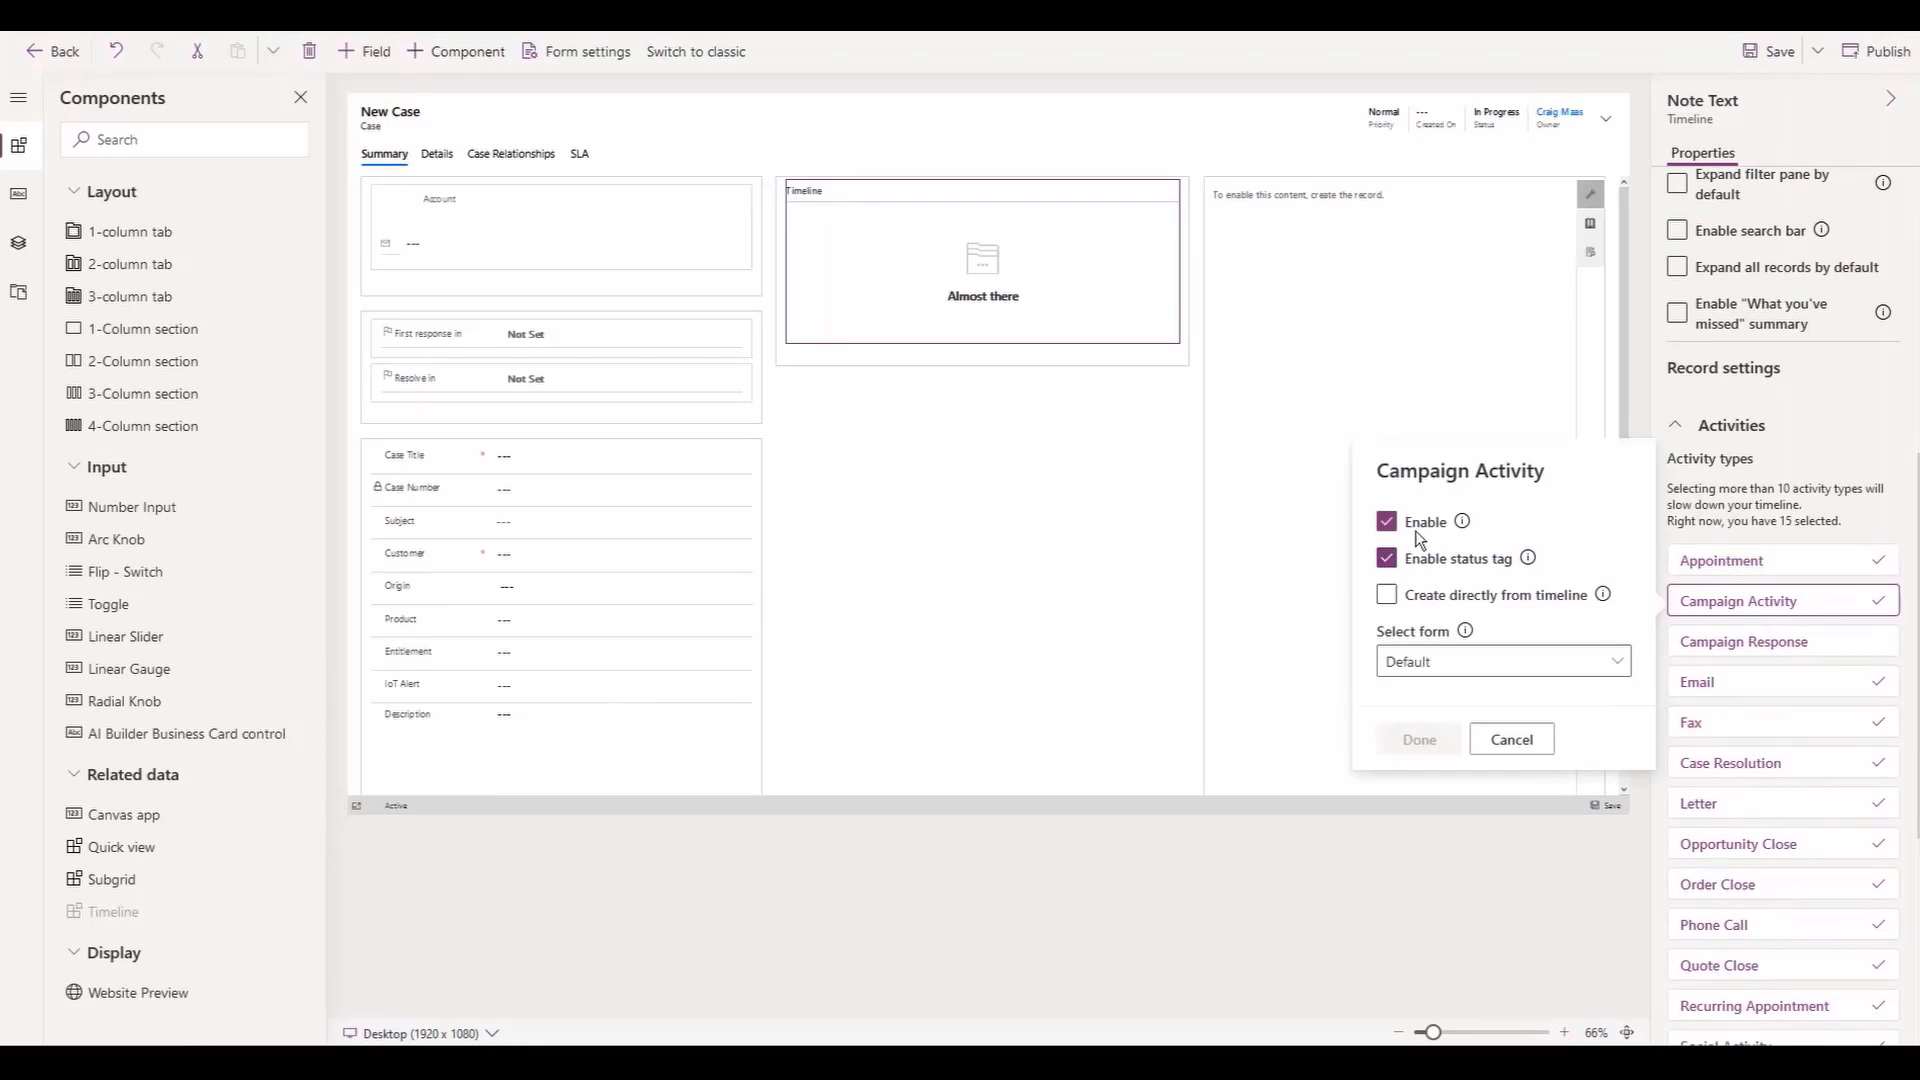 Back
Field
Component
Form settings
Switch to classic
Save
Publish
Components
Search
Layout
1-column tab
2-column tab
3-column tab
1-Column section
2-Column section
3-Column section
4-Column section
Input
Number Input
Arc Knob
Flip - Switch
Toggle
Linear Slider
Linear Gauge
Radial Knob
AI Builder Business Card control
Related data
Canvas app
Quick view
Subgrid
Timeline
Display
Website Preview
New Case
Case
Normal
Priority
---
Created On
In Progress
Status
Craig Maas
Owner
Summary Details Case Relationships SLA
Account
---
First response in Not Set
Resolve in Not Set
Case Title * ---
Case Number ---
Subject ---
Customer * ---
Origin ---
Product ---
Entitlement ---
IoT Alert ---
Description ---
Timeline
Almost there
To enable this content, create the record.
Active
Save
Desktop (1920 x 1080)
66%
Campaign Activity
Enable
Enable status tag
Create directly from timeline
Select form
Default
Done
Cancel
Note Text
Timeline
Properties
Expand filter pane by
default
Enable search bar
Expand all records by default
Enable "What you've
missed" summary
Record settings
Activities
Activity types
Selecting more than 10 activity types will
slow down your timeline.
Right now, you have 15 selected.
Appointment
Campaign Activity
Campaign Response
Email
Fax
Case Resolution
Letter
Opportunity Close
Order Close
Phone Call
Quote Close
Recurring Appointment